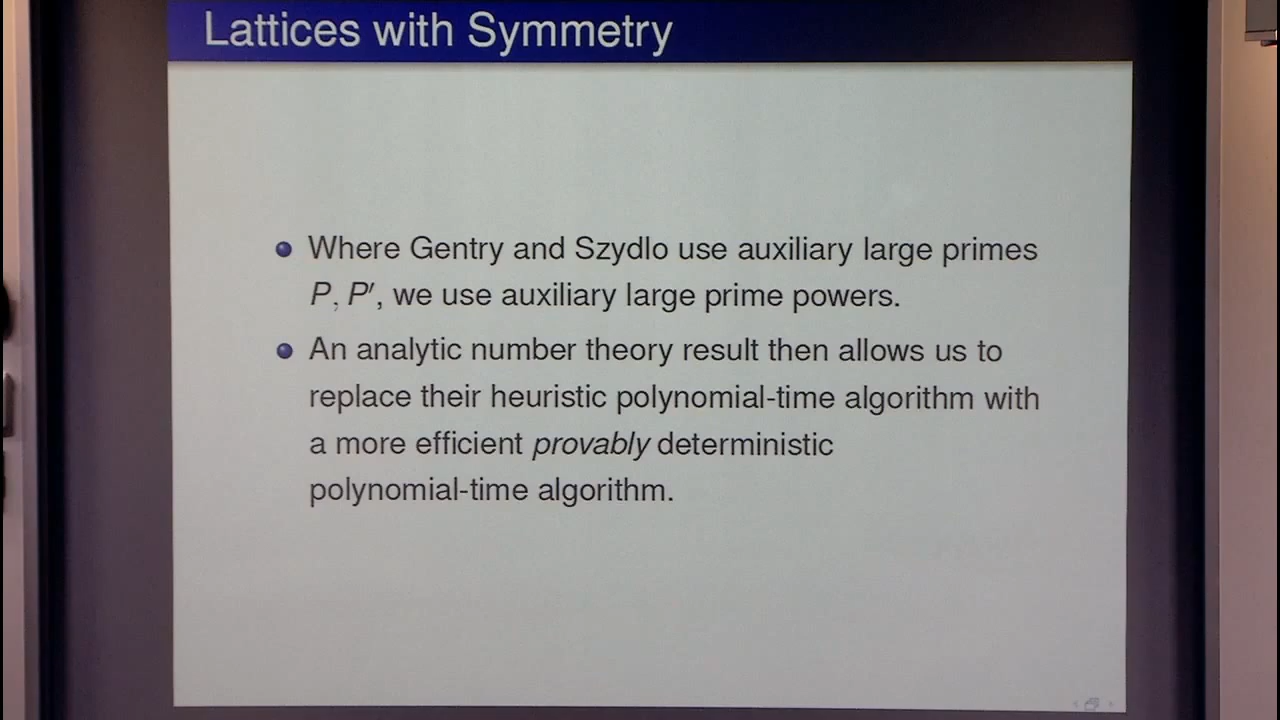 Lattices with Symmetry
Where Gentry and Szydlo use auxiliary large primes
P, P′, we use auxiliary large prime powers.
An analytic number theory result then allows us to
replace their heuristic polynomial-time algorithm with
a more efficient provably deterministic
polynomial-time algorithm.